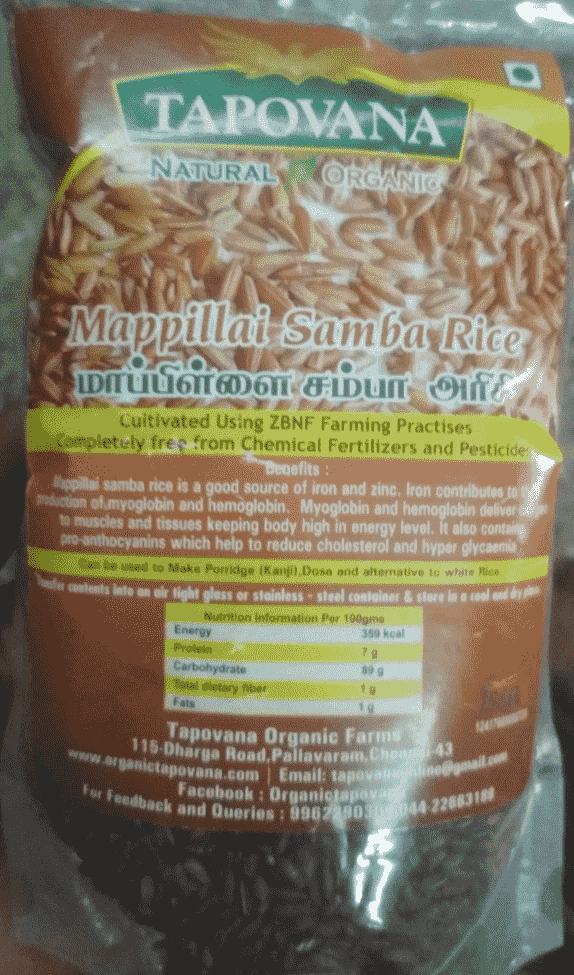 TAPOVANA
NATURAL ORGANIC
Mappillai Samba Rice
மாப்பிள்ளை சம்பா அரிசி
Cultivated Using ZBNF Farming Practises
Completely free from Chemical Fertilizers and Pesticide
Benefits :
Mappillai samba rice is a good source of iron and zinc. Iron contributes to
production of.myoglobin and hemoglobin. Myoglobin and hemoglobin deliver
to muscles and tissues keeping body high in energy level. It also contains
pro-anthocyanins which help to reduce cholesterol and hyper glycaemia
Can be used to Make Porridge (Kanji),Dosa and alternative to white Rice
Transfer contents into an air tight glass or stainless - steel container & store in a cool and dry place
Nutrition Information Per 100gms
Energy 359 kcal
Protein 7 g
Carbohydrate 89 g
Total dietary fiber 1 g
Fats 1 g
Tapovana Organic Farms
115-Dharga Road,Pallavaram,Chennai-43
www.organictapovana.com | Email:
Facebook :
For Feedback and Queries :